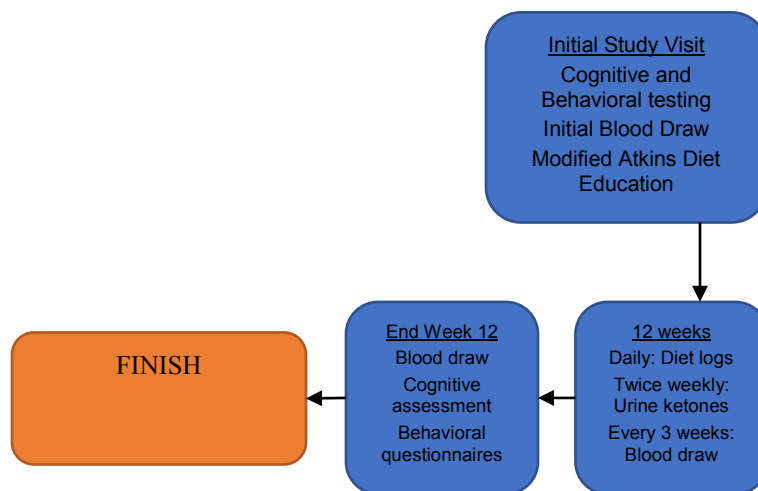 Initial Study Visit
Cognitive and
Behavioral testing
Initial Blood Draw
Modified Atkins Diet
Education
12 weeks
Daily: Diet logs
Twice weekly:
Urine ketones
Every 3 weeks:
Blood draw
End Week 12
Blood draw
Cognitive
assessment
Behavioral
questionnaires
FINISH